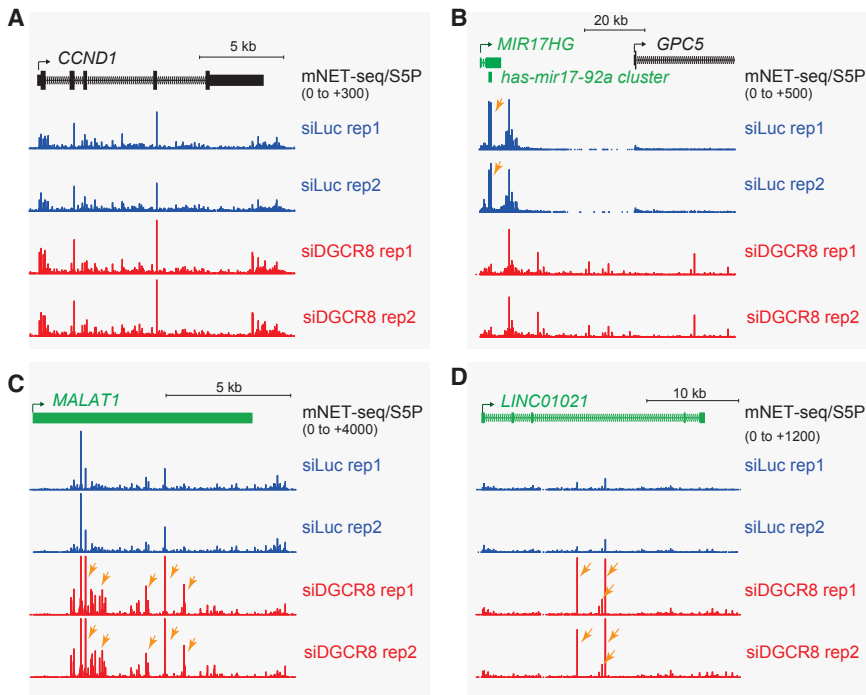 A
CCND1
5 kb
mNET-seq/S5P
(0 to +300)
siLuc rep1
siLuc rep2
siDGCR8 rep1
siDGCR8 rep2
B
20 kb
MIR17HG
GPC5
has-mir17-92a cluster
mNET-seq/S5P
(0 to +500)
siLuc rep1
siLuc rep2
siDGCR8 rep1
siDGCR8 rep2
C
MALAT1
5 kb
mNET-seq/S5P
(0 to +4000)
siLuc rep1
siLuc rep2
siDGCR8 rep1
siDGCR8 rep2
D
LINC01021
10 kb
mNET-seq/S5P
(0 to +1200)
siLuc rep1
siLuc rep2
siDGCR8 rep1
siDGCR8 rep2